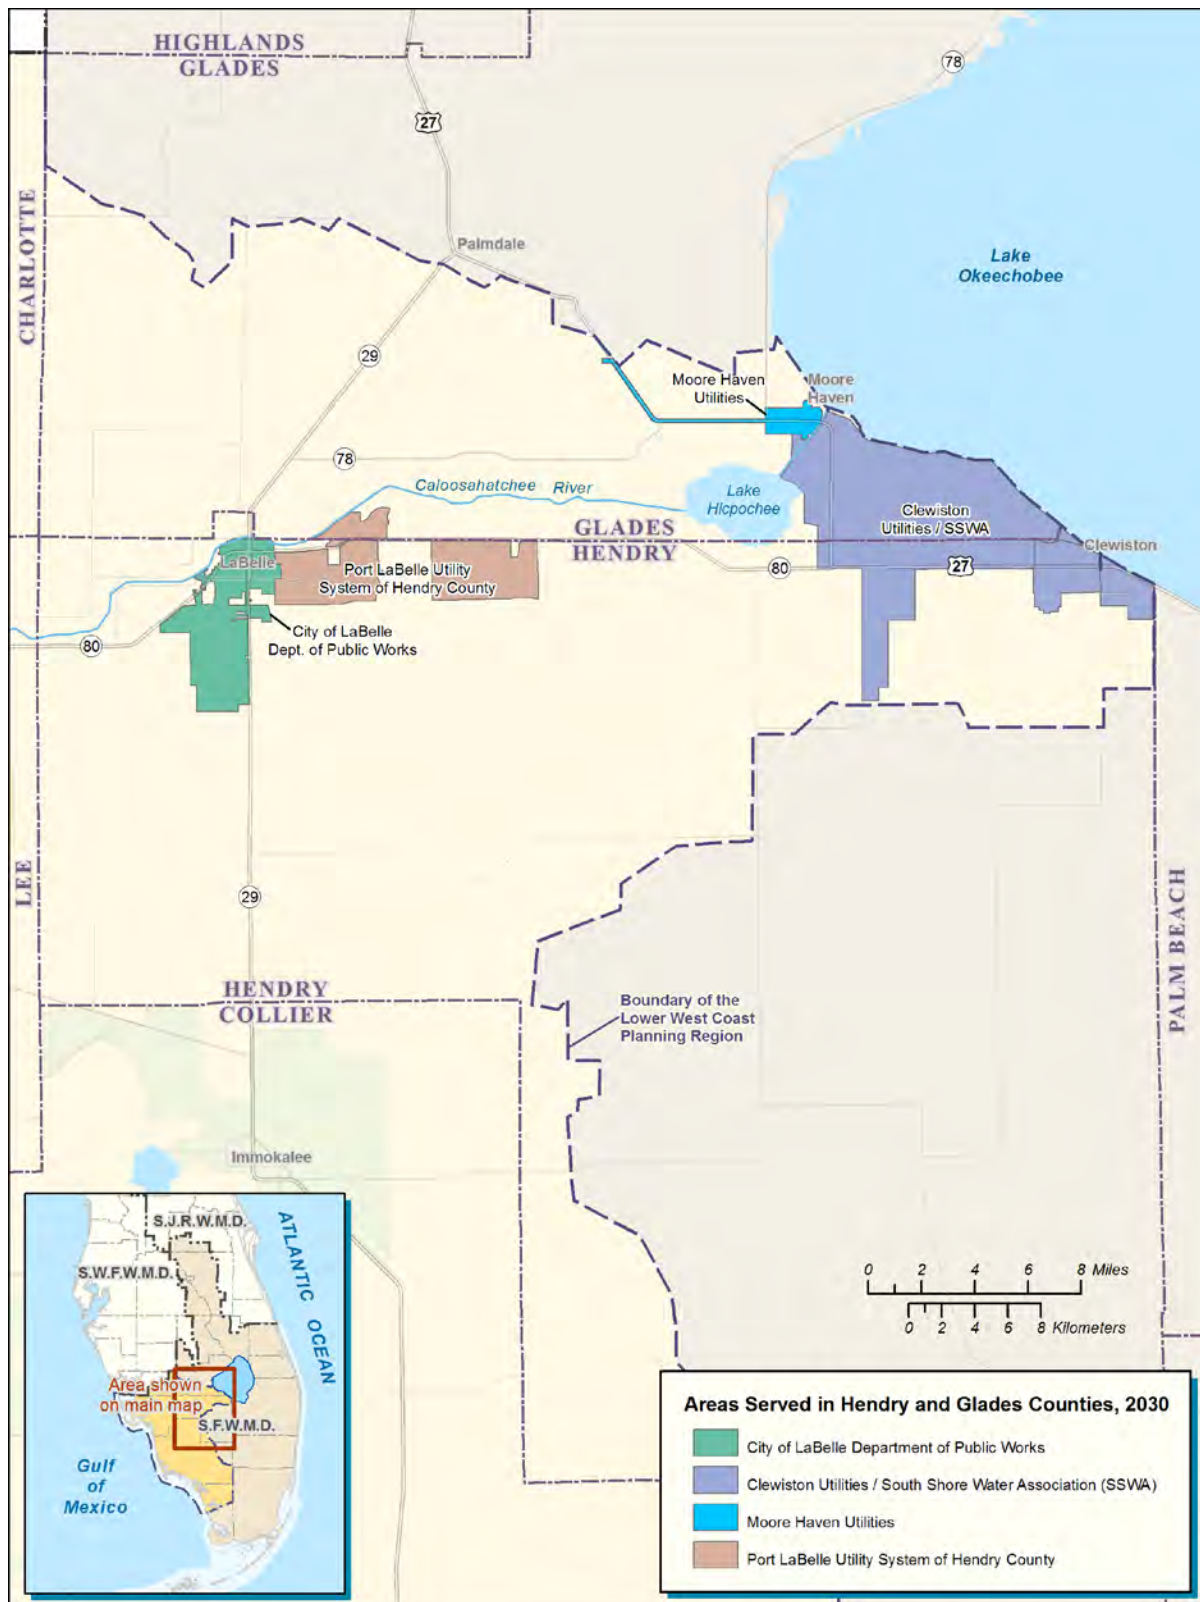 HIGHLANDS
GLADES
78
27
CHARLOTTE
Palmdale
Lake
Okeechobee
29
Moore Haven
Utilities
Moore
Haven
78
Caloosahatchee River
Lake
Hicpochee
Clewiston
Utilities / SSWA
GLADES
HENDRY
Clewiston
LaBelle
Port LaBelle Utility
System of Hendry County
80
27
City of LaBelle
Dept. of Public Works
80
LEE
29
PALM BEACH
HENDRY
COLLIER
Boundary of the
Lower West Coast
Planning Region
Immokalee
S.J.R.W.M.D.
S.W.F.W.M.D.
ATLANTIC OCEAN
Area shown
on main map
S.F.W.M.D.
Gulf
of
Mexico
0 2 4 6 8 Miles
0 2 4 6 8 Kilometers
Areas Served in Hendry and Glades Counties, 2030
City of LaBelle Department of Public Works
Clewiston Utilities / South Shore Water Association (SSWA)
Moore Haven Utilities
Port LaBelle Utility System of Hendry County